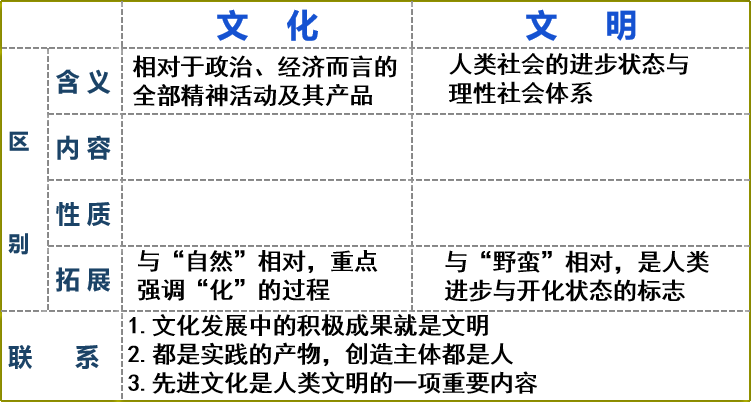 文 化 文 明
区 别
含 义
相对于政治、经济而言的
全部精神活动及其产品
人类社会的进步状态与
理性社会体系
内 容
性 质
拓 展
与“自然”相对，重点
强调“化”的过程
与“野蛮”相对，是人类
进步与开化状态的标志
联 系
1. 文化发展中的积极成果就是文明
2. 都是实践的产物，创造主体都是人
3. 先进文化是人类文明的一项重要内容